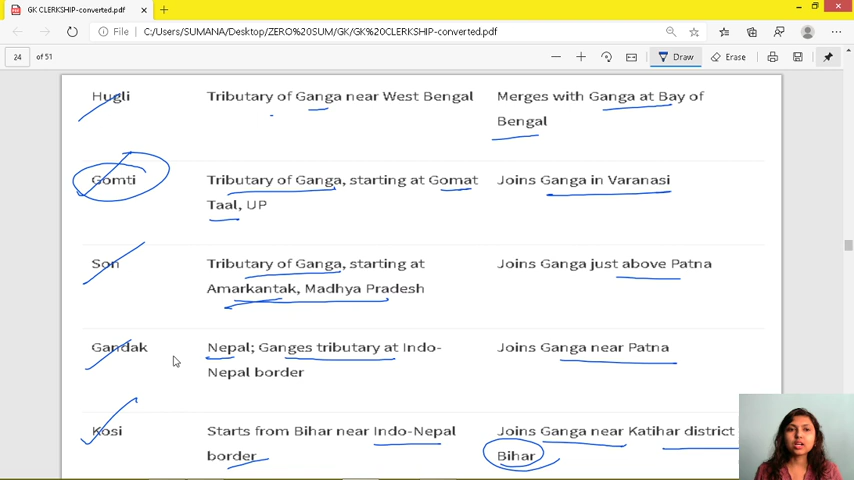 GK CLERKSHIP-converted.pdf
File
C:/Users/SUMANA/Desktop/ZERO%20SUM/GK/GK%20CLERKSHIP-converted.pdf
24 of 51
Draw
Erase
Hugli
Tributary of Ganga near West Bengal
Merges with Ganga at Bay of
Bengal
Gomti
Tributary of Ganga, starting at Gomat
Taal, UP
Joins Ganga in Varanasi
Son
Tributary of Ganga, starting at
Amarkantak, Madhya Pradesh
Joins Ganga just above Patna
Gandak
Nepal; Ganges tributary at Indo-
Nepal border
Joins Ganga near Patna
Kosi
Starts from Bihar near Indo-Nepal
border
Joins Ganga near Katihar district
Bihar